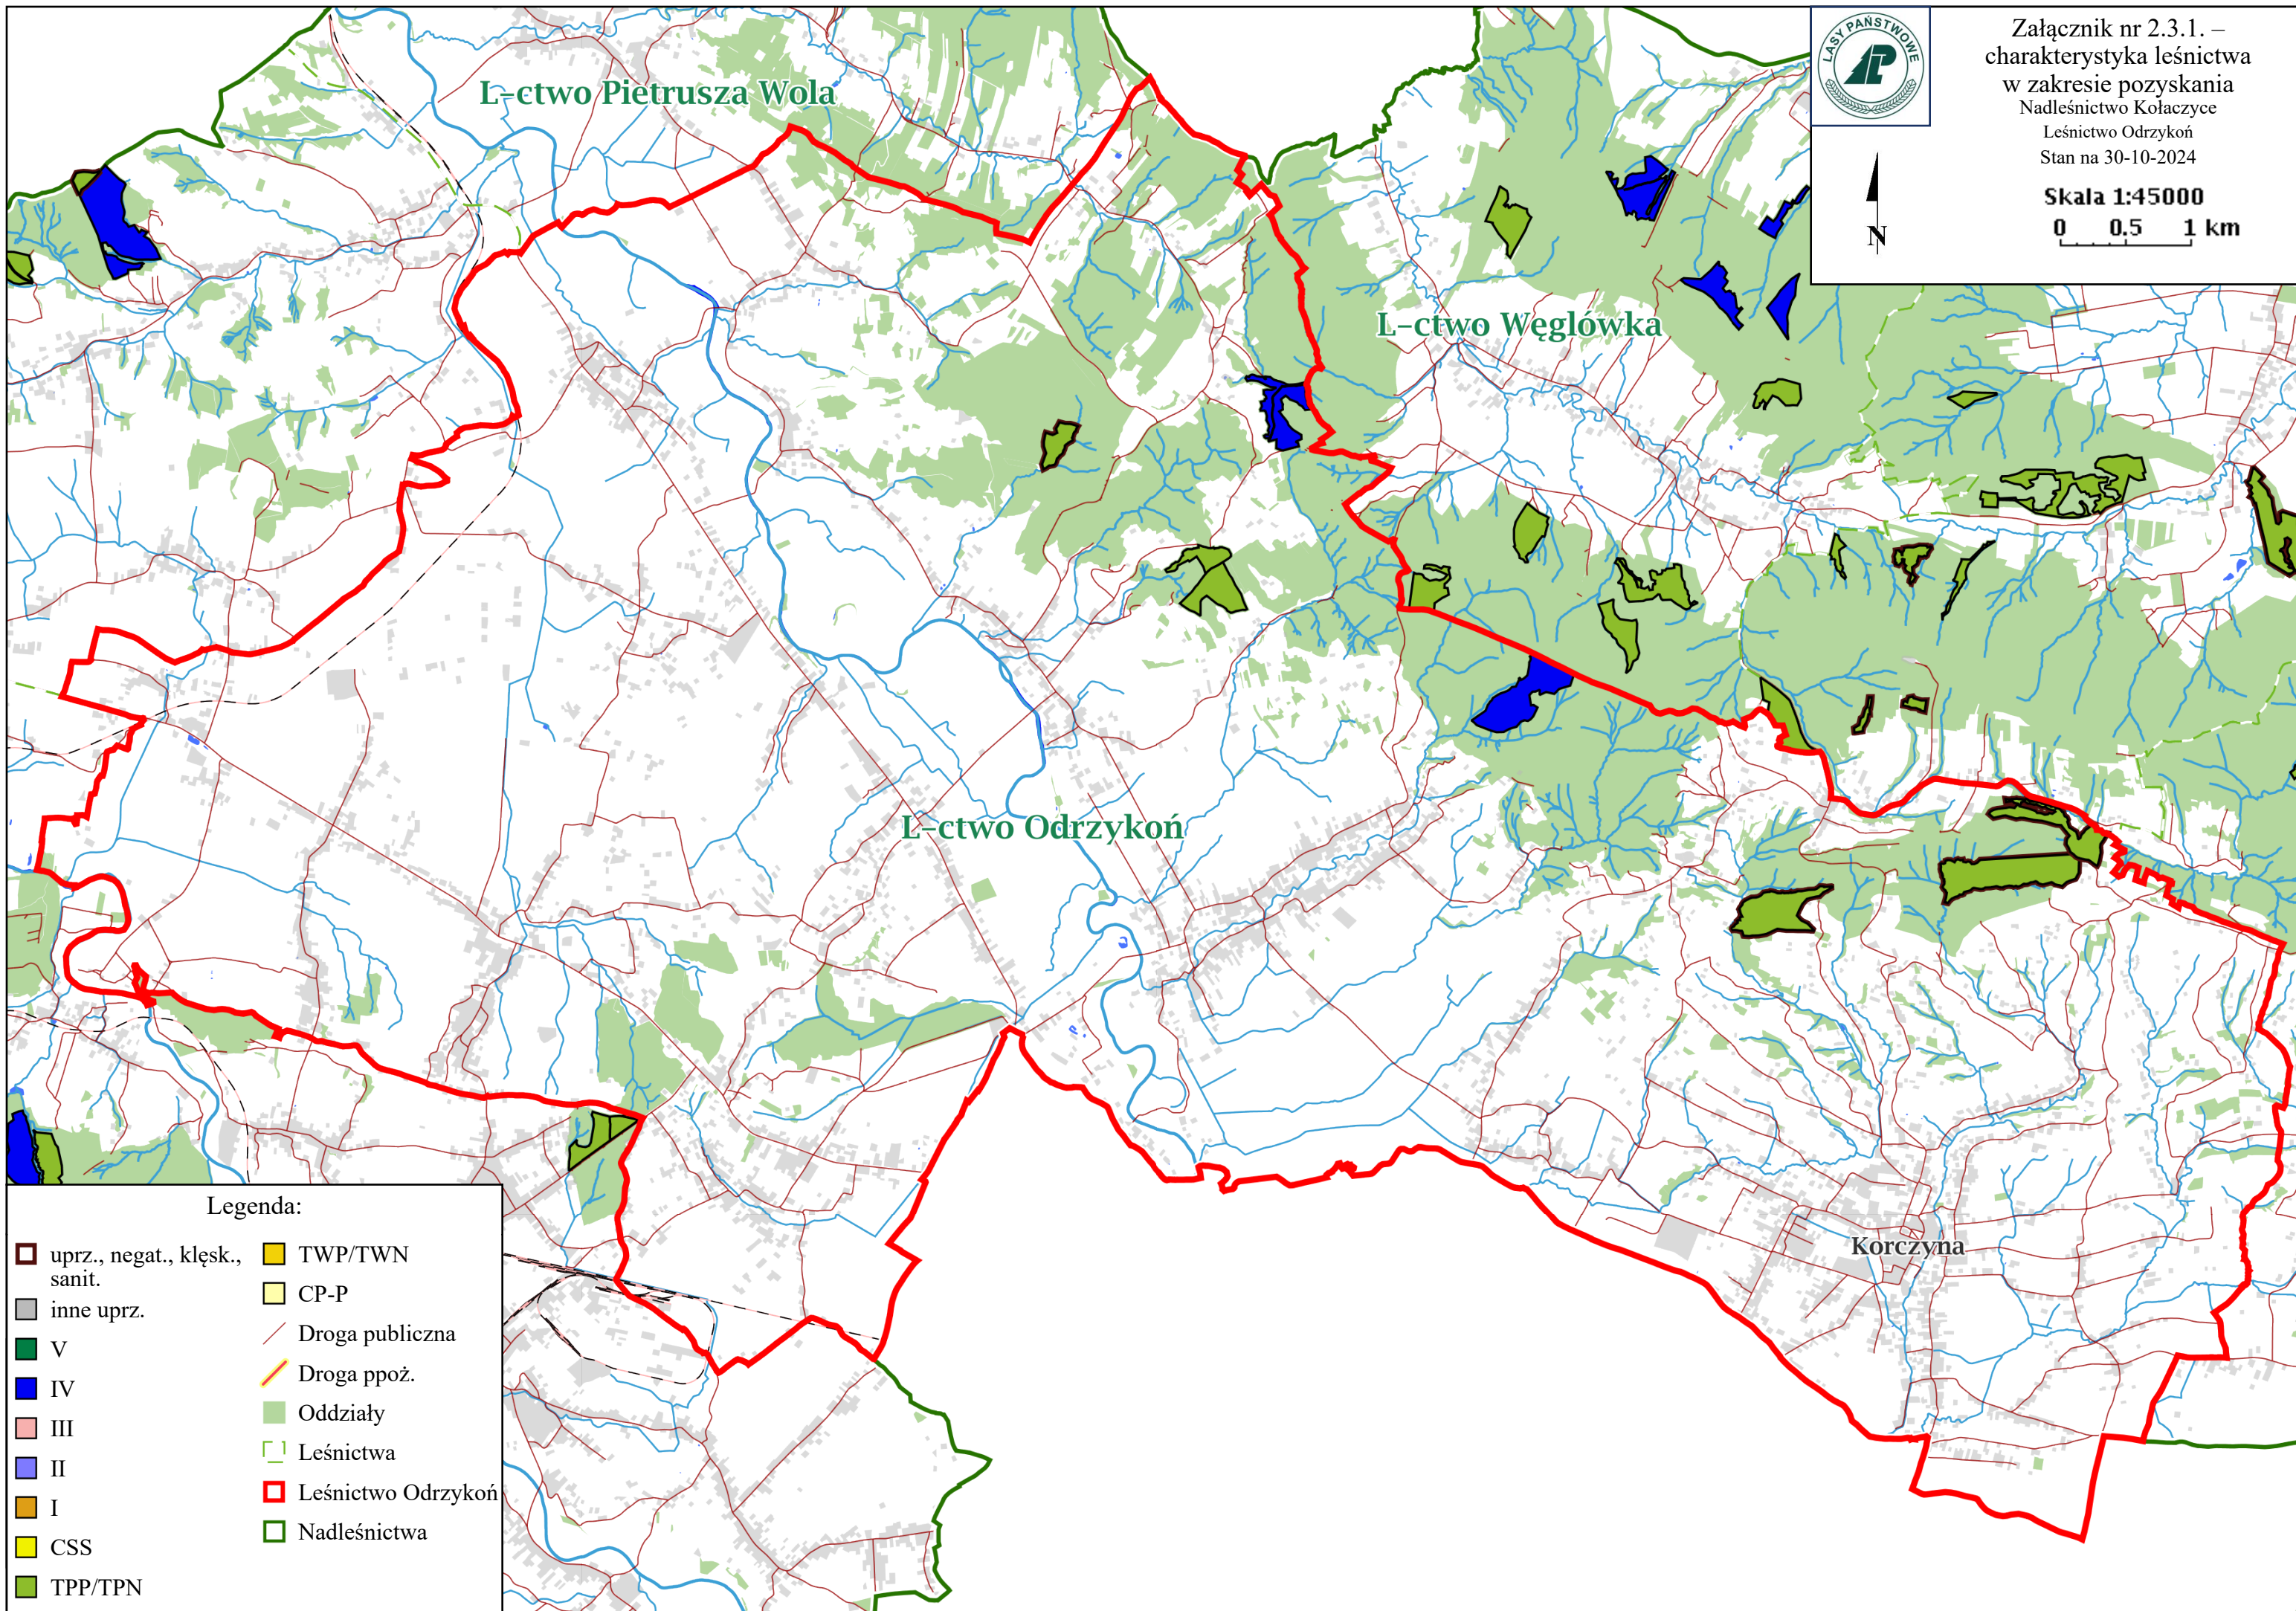 LASY PAŃSTWOWE
Załącznik nr 2.3.1. –
charakterystyka leśnictwa
w zakresie pozyskania
Nadleśnictwo Kołaczyce
Leśnictwo Odrzykoń
Stan na 30-10-2024
Skala 1:45000
0 0.5 1 km
N
L-ctwo Pietrusza Wola
L-ctwo Węglówka
L-ctwo Odrzykoń
Korczyna
Legenda:
uprz., negat., klęsk.,
sanit.
inne uprz.
V
IV
III
II
I
CSS
TPP/TPN
TWP/TWN
CP-P
Droga publiczna
Droga ppoż.
Oddziały
Leśnictwa
Leśnictwo Odrzykoń
Nadleśnictwa